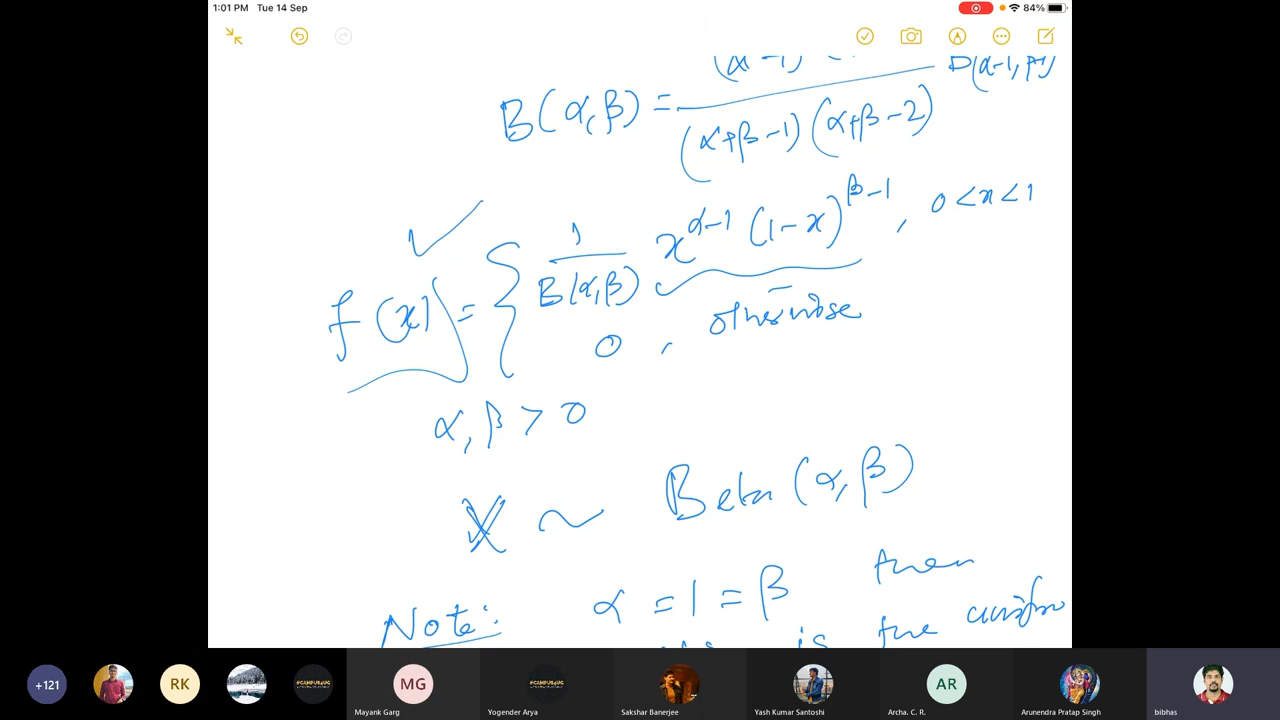 1:01 PM Tue 14 Sep
84%
B(α,β) =
(α+β-1)(α+β-2)
f(x) = { 1/B(α,β) x^{α-1} (1-x)^{β-1}, 0<x<1
0, otherwise
α, β > 0
X ~ Beta(α,β)
Note: α = 1 = β then
is the uniform
+121
RK
#CAMPUS4UG
MG
#CAMPUS4UG
AR
Mayank Garg
Yogender Arya
Sakshar Banerjee
Yash Kumar Santoshi
Archa. C. R.
Arunendra Pratap Singh
bibhas